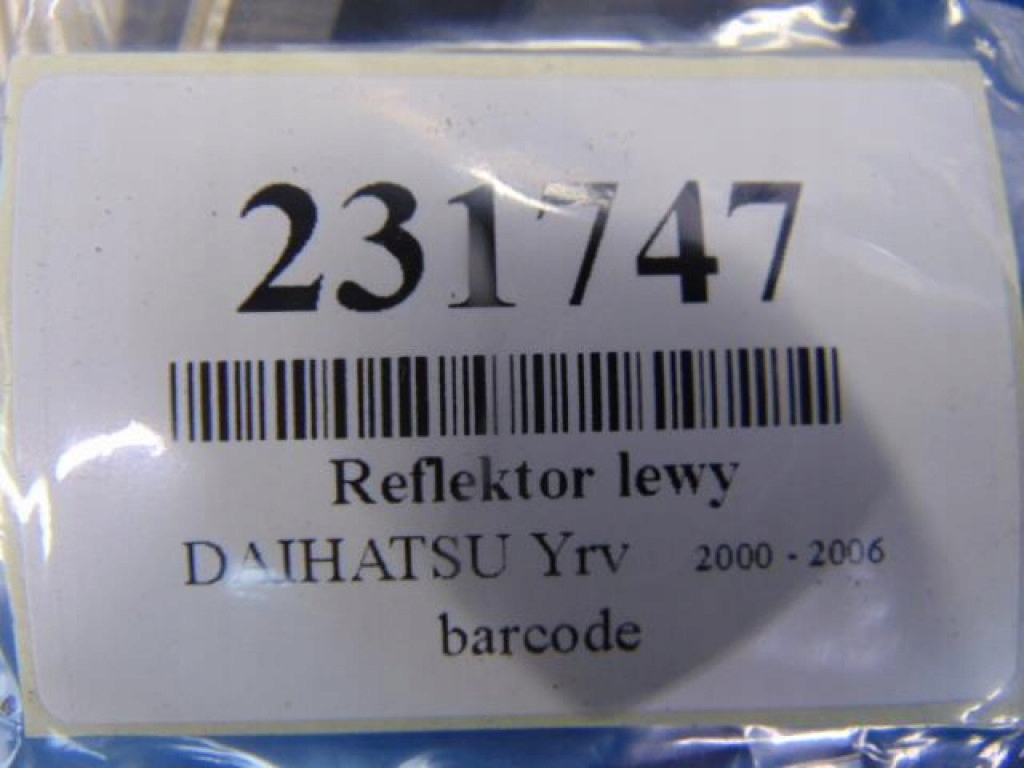 231747
Reflektor lewy
DAIHATSU Yrv 2000 - 2006
barcode